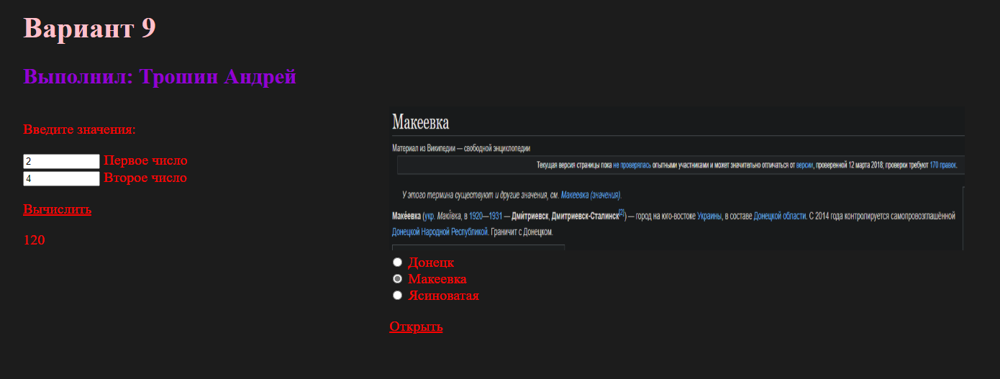 Вариант 9
Выполнил: Трошин Андрей
Введите значения:
2 Первое число
4 Второе число
Вычислить
120
Макеевка
Материал из Википедии — свободной энциклопедии
Текущая версия страницы пока не проверялась опытными участниками и может значительно отличаться от версии, проверенной 12 марта 2018; проверки требуют 170 правок.
У этого термина существуют и другие значения, см. Макеевка (значения).
Маке́евка (укр. Макіївка, в 1920—1931 — Дми́триевск, Дмитриевск-Сталинск[2]) — город на юго-востоке Украины, в составе Донецкой области. С 2014 года контролируется самопровозглашённой
Донецкой Народной Республикой. Граничит с Донецком.
Донецк
Макеевка
Ясиноватая
Открыть